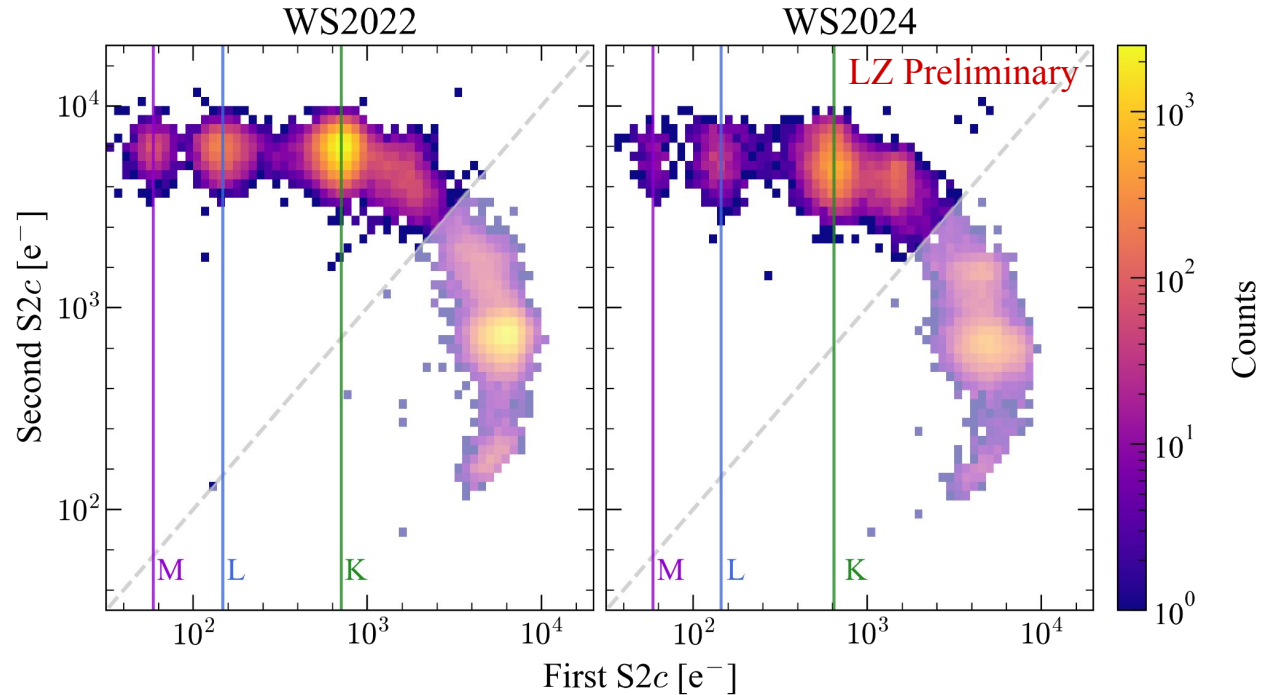 WS2022
WS2024
LZ Preliminary
Second S2c [e⁻]
10⁴
10³
10²
M
L
K
M
L
K
10²
10³
10⁴
10²
10³
10⁴
First S2c [e⁻]
10³
10²
10¹
10⁰
Counts